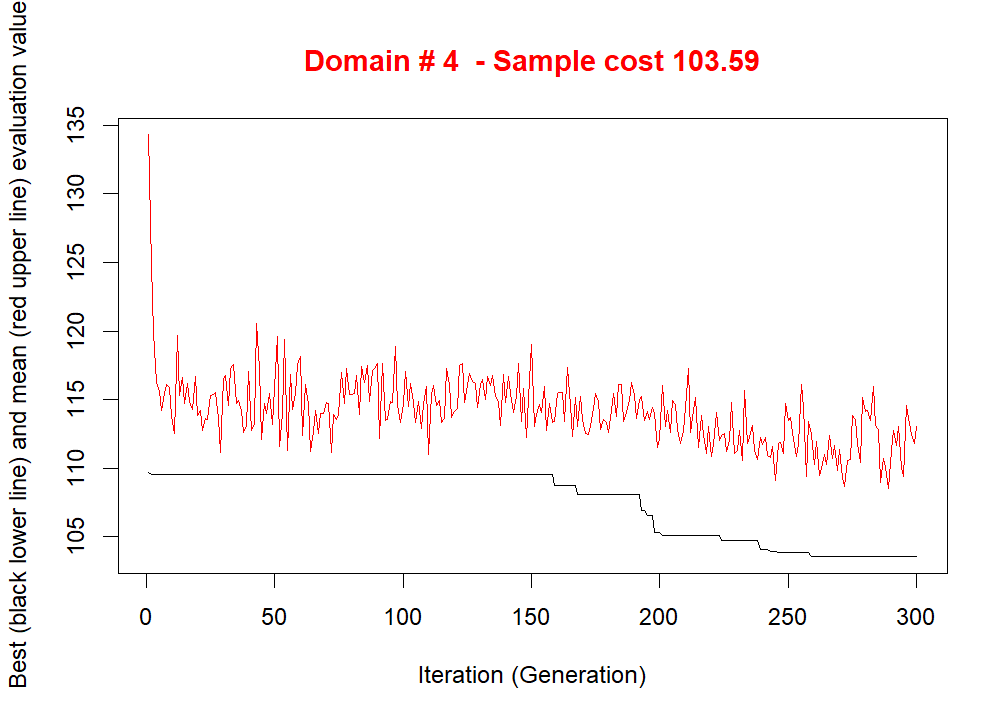 Domain # 4  - Sample cost 103.59
Best (black lower line) and mean (red upper line) evaluation value
135
130
125
120
115
110
105
0 50 100 150 200 250 300
Iteration (Generation)